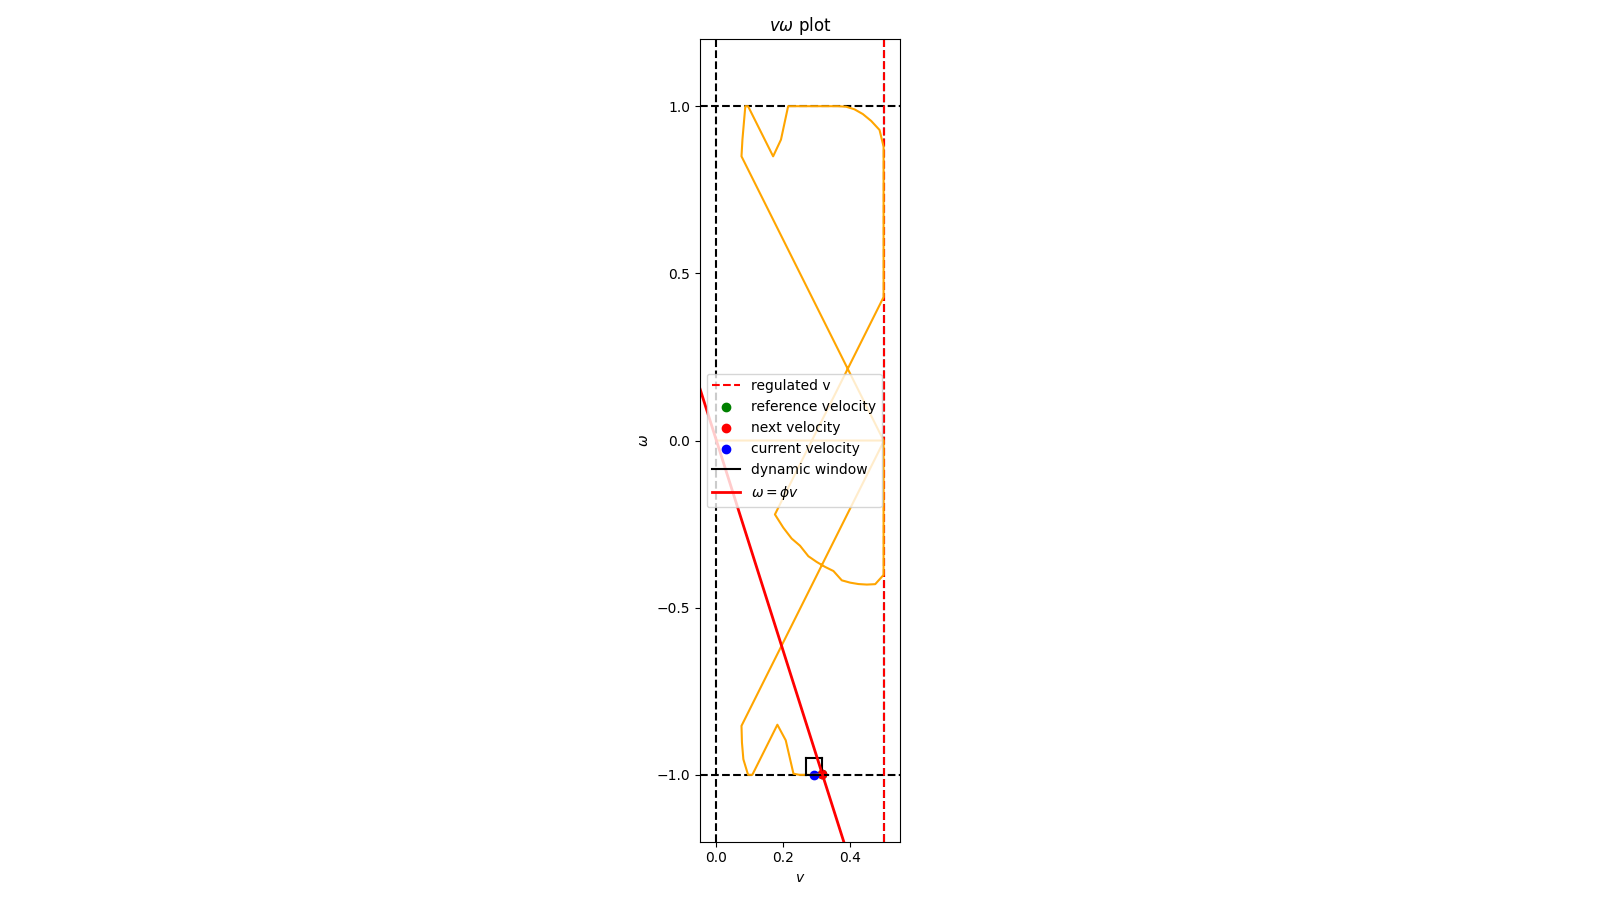 vω plot
1.0
0.5
0.0
−0.5
−1.0
ω
regulated v
reference velocity
next velocity
current velocity
dynamic window
ω = ϕv
0.0 0.2 0.4
v